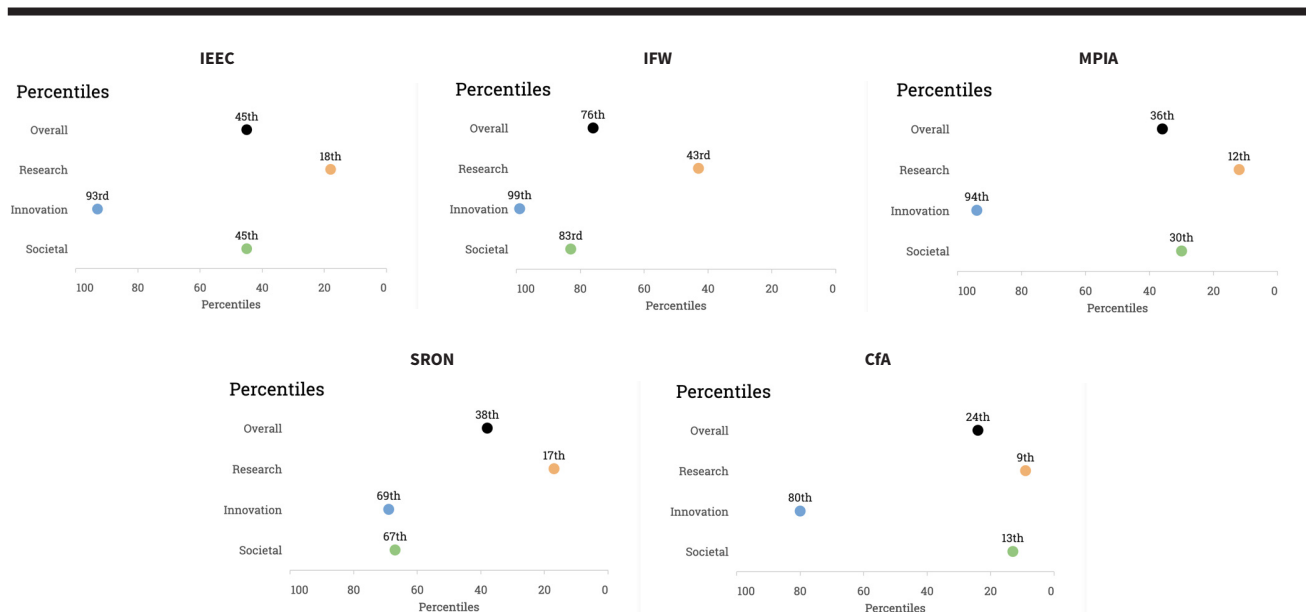 IEEC
Percentiles
Overall
45th
Research
18th
Innovation
93rd
Societal
45th
100 80 60 40 20 0
Percentiles
IFW
Percentiles
Overall
76th
Research
43rd
Innovation
99th
Societal
83rd
100 80 60 40 20 0
Percentiles
MPIA
Percentiles
Overall
36th
Research
12th
Innovation
94th
Societal
30th
100 80 60 40 20 0
Percentiles
SRON
Percentiles
Overall
38th
Research
17th
Innovation
69th
Societal
67th
100 80 60 40 20 0
Percentiles
CfA
Percentiles
Overall
24th
Research
9th
Innovation
80th
Societal
13th
100 80 60 40 20 0
Percentiles